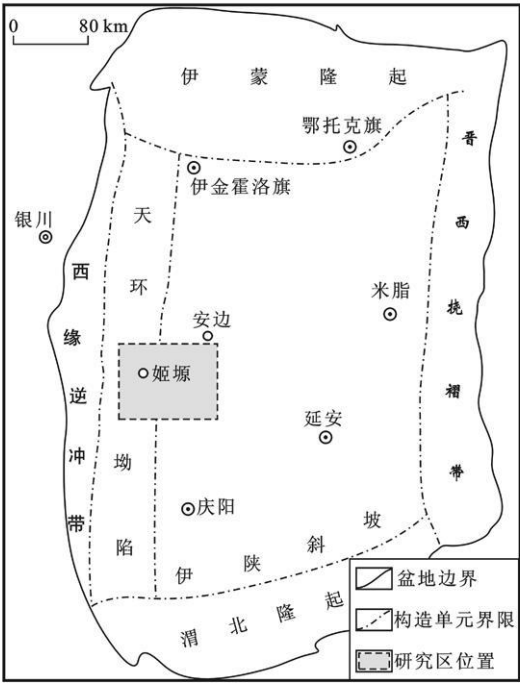 0 80 km
伊蒙隆起
鄂托克旗
伊金霍洛旗
银川
天环坳陷
西缘逆冲带
晋西挠褶带
米脂
安边
姬塬
延安
庆阳
伊陕斜坡
渭北隆起
盆地边界
构造单元界限
研究区位置